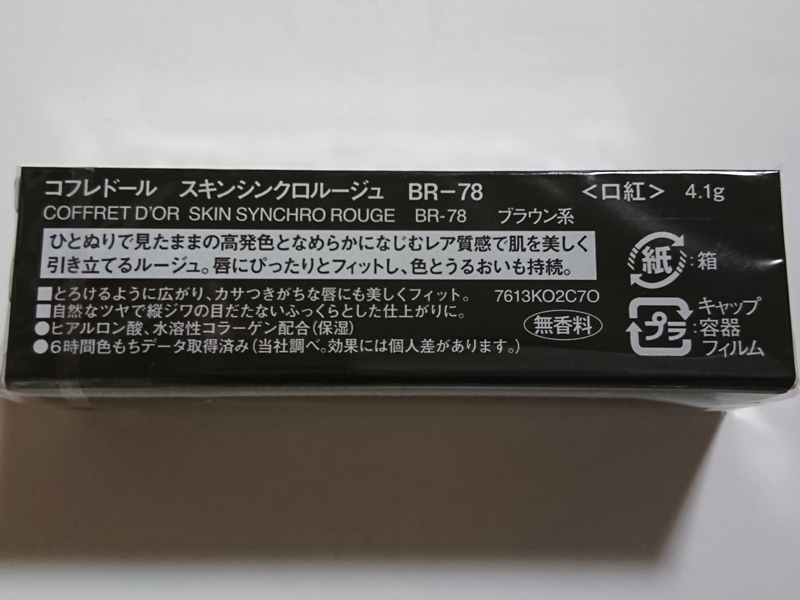 コフレドール スキンシンクロルージュ BR-78 <口紅> 4.1g
COFFRET D'OR SKIN SYNCHRO ROUGE BR-78 ブラウン系
ひとぬりで見たままの高発色となめらかになじむレア質感で肌を美しく
引き立てるルージュ。唇にぴったりとフィットし、色とうるおいも持続。
■とろけるように広がり、カサつきがちな唇にも美しくフィット。 7613KO2C7O
■自然なツヤで縦ジワの目だたないふっくらとした仕上がりに。
●ヒアルロン酸、水溶性コラーゲン配合(保湿)
●6時間色もちデータ取得済み(当社調べ。効果には個人差があります。)
無香料
紙:箱
プラ:キャップ
容器
フィルム